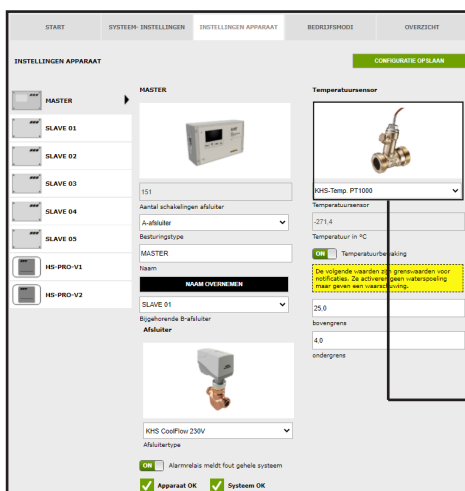 START
SYSTEEM- INSTELLINGEN
INSTELLINGEN APPARAAT
BEDRIJFSMODI
OVERZICHT
INSTELLINGEN APPARAAT
CONFIGURATIE OPSLAAN
MASTER
SLAVE 01
SLAVE 02
SLAVE 03
SLAVE 04
SLAVE 05
HS-PRO-V1
HS-PRO-V2
MASTER
151
Aantal schakelingen afsluiter
A-afsluiter
Besturingstype
MASTER
Naam
NAAM OVERNEMEN
SLAVE 01
Bijgehorende B-afsluiter
Afsluiter
KHS CoolFlow 230V
Afsluitertype
ON Alarmrelais meldt fout gehele systeem
Apparaat OK Systeem OK
Temperatuursensor
KHS-Temp. PT1000
Temperatuursensor
-271,4
Temperatuur in °C
ON Temperatuurbewaking
De volgende waarden zijn grenswaarden voor
notificaties. Ze activeren geen waterspoeling
maar geven een waarschuwing.
25,0
bovengrens
4,0
ondergrens